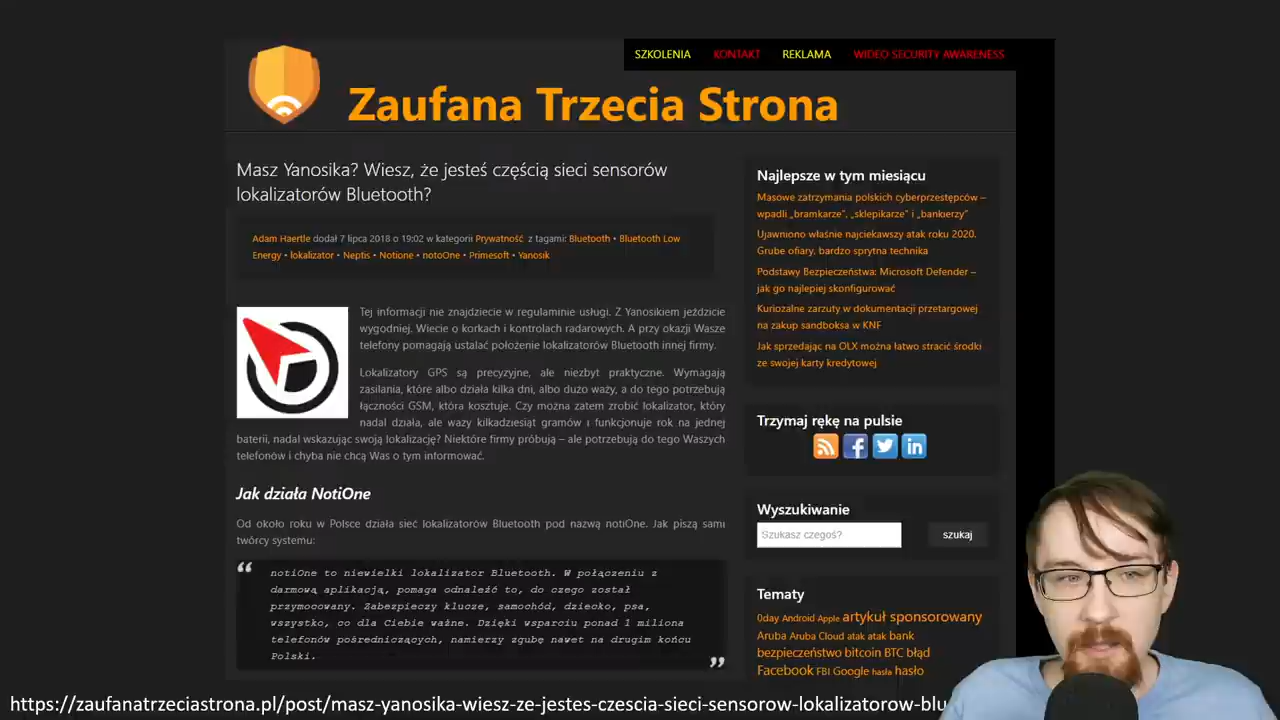 SZKOLENIA KONTAKT REKLAMA WIDEO SECURITY AWARENESS
Zaufana Trzecia Strona
Masz Yanosika? Wiesz, że jesteś częścią sieci sensorów
lokalizatorów Bluetooth?
Adam Haertle dodał 7 lipca 2018 o 19:02 w kategorii Prywatność z tagami: Bluetooth • Bluetooth Low
Energy • lokalizator • Neptis • Notione • notoOne • Primesoft • Yanosik
Tej informacji nie znajdziecie w regulaminie usługi. Z Yanosikiem jeździcie
wygodniej. Wiecie o korkach i kontrolach radarowych. A przy okazji Wasze
telefony pomagają ustalać położenie lokalizatorów Bluetooth innej firmy.
Lokalizatory GPS są precyzyjne, ale niezbyt praktyczne. Wymagają
zasilania, które albo działa kilka dni, albo dużo waży, a do tego potrzebują
łączności GSM, która kosztuje. Czy można zatem zrobić lokalizator, który
nadal działa, ale wazy kilkadziesiąt gramów i funkcjonuje rok na jednej
baterii, nadal wskazując swoją lokalizację? Niektóre firmy próbują – ale potrzebują do tego Waszych
telefonów i chyba nie chcą Was o tym informować.
Jak działa NotiOne
Od około roku w Polsce działa sieć lokalizatorów Bluetooth pod nazwą notiOne. Jak piszą sami
twórcy systemu:
“ notiOne to niewielki lokalizator Bluetooth. W połączeniu z
darmową aplikacją, pomaga odnaleźć to, do czego został
przymocowany. Zabezpieczy klucze, samochód, dziecko, psa,
wszystko, co dla Ciebie ważne. Dzięki wsparciu ponad 1 miliona
telefonów pośredniczących, namierzy zgubę nawet na drugim końcu
Polski. ”
Najlepsze w tym miesiącu
Masowe zatrzymania polskich cyberprzestępców –
wpadli „bramkarze”, „sklepikarze” i „bankierzy”
Ujawniono właśnie najciekawszy atak roku 2020.
Grube ofiary, bardzo sprytna technika
Podstawy Bezpieczeństwa: Microsoft Defender –
jak go najlepiej skonfigurować
Kuriozalne zarzuty w dokumentacji przetargowej
na zakup sandboksa w KNF
Jak sprzedając na OLX można łatwo stracić środki
ze swojej karty kredytowej
Trzymaj rękę na pulsie
Wyszukiwanie
Szukasz czegoś? szukaj
Tematy
0day Android Apple artykuł sponsorowany
Aruba Aruba Cloud atak atak bank
bezpieczeństwo bitcoin BTC błąd
Facebook FBI Google hasła hasło
https://zaufanatrzeciastrona.pl/post/masz-yanosika-wiesz-ze-jestes-czescia-sieci-sensorow-lokalizatorow-blu